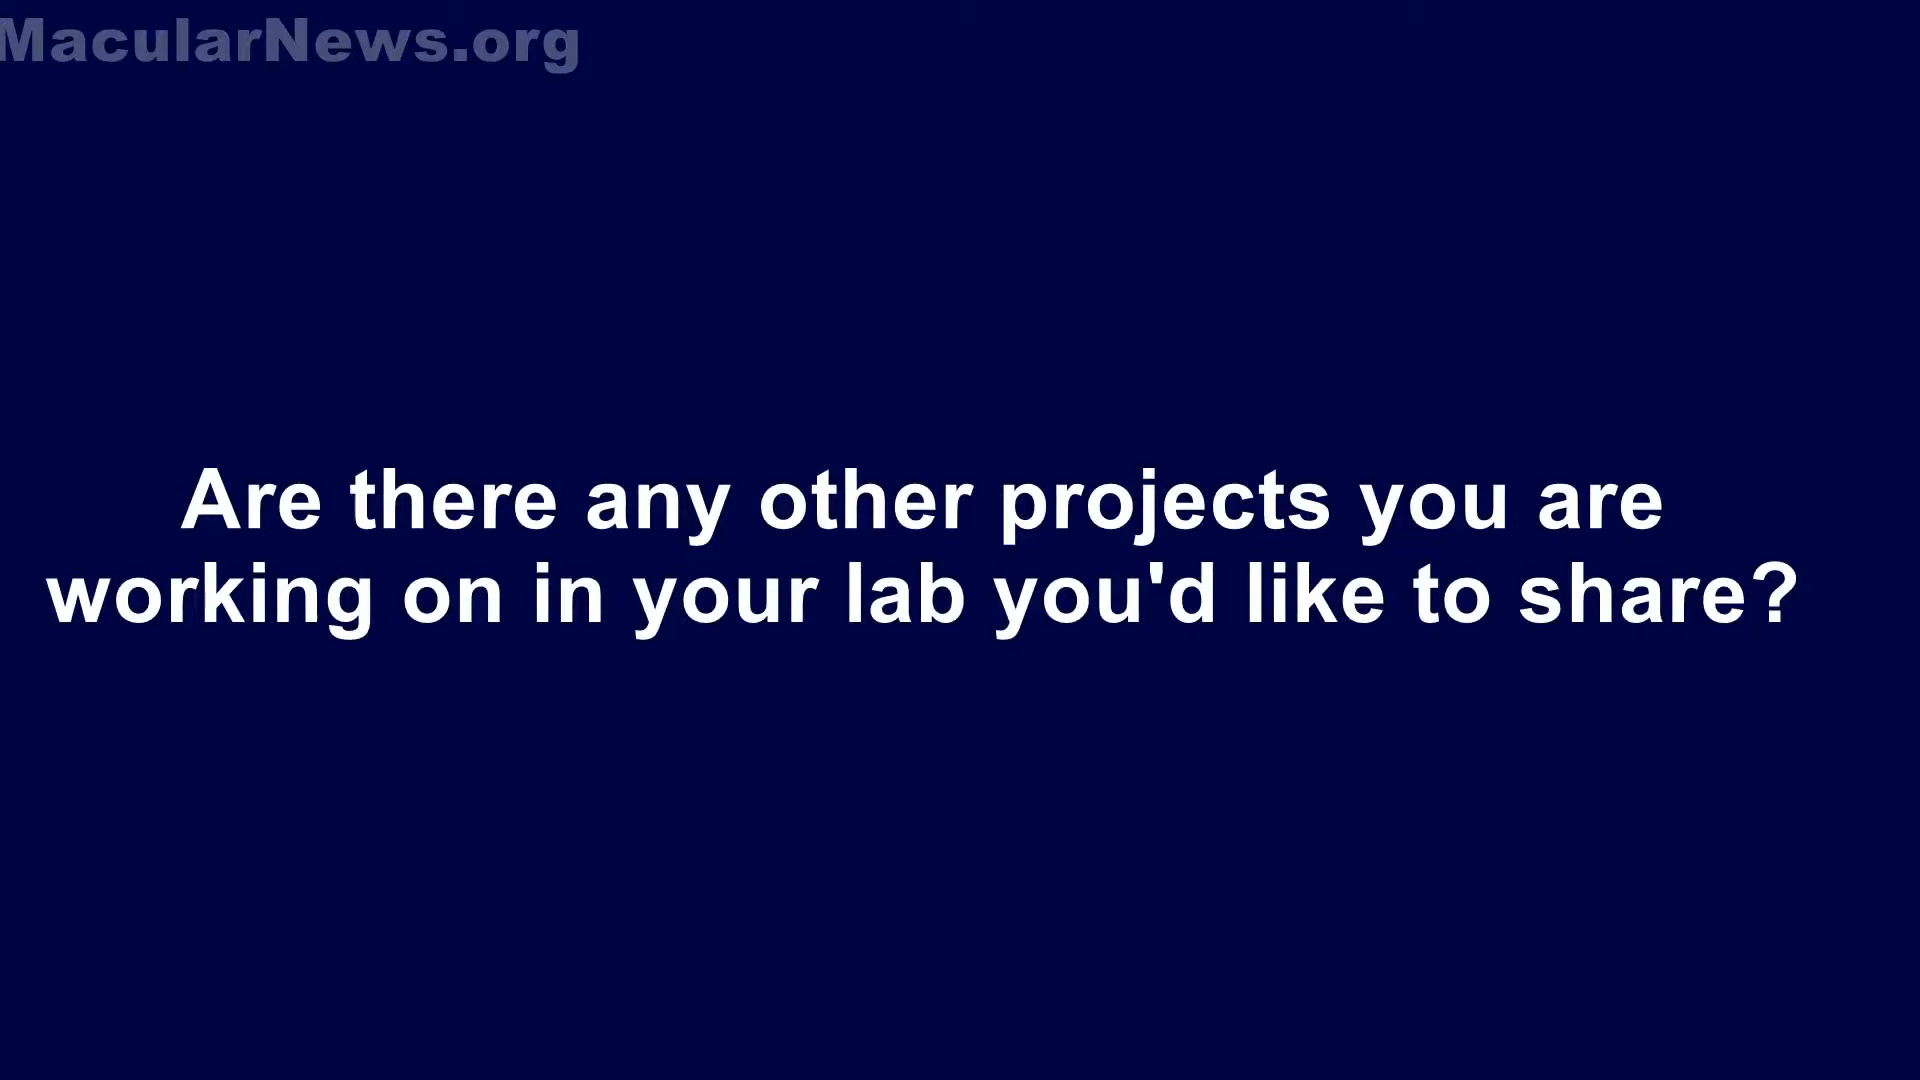 MacularNews.org
Are there any other projects you are
working on in your lab you'd like to share?